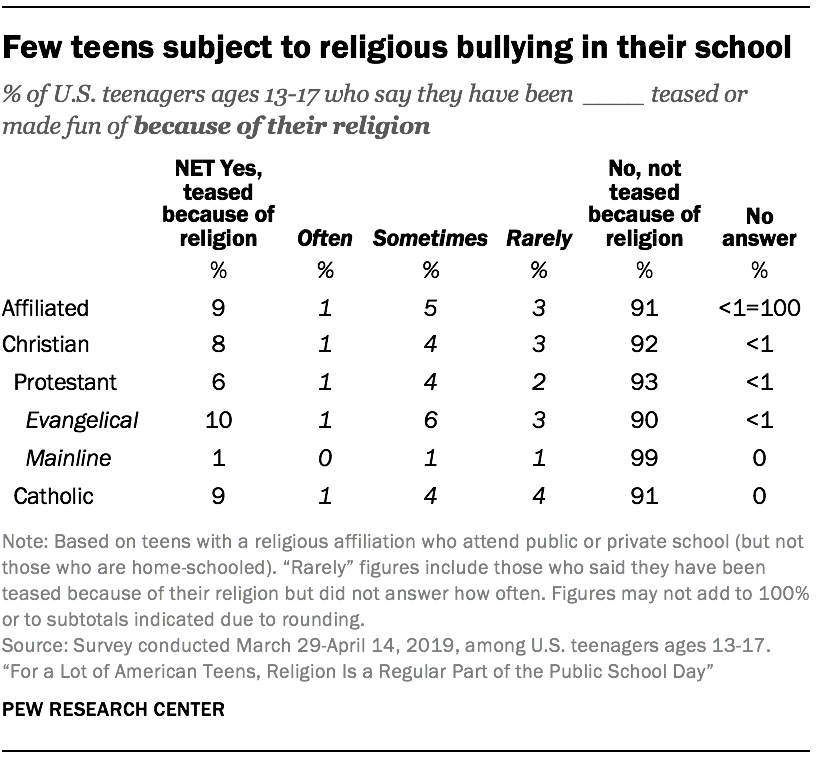 Few teens subject to religious bullying in their school
% of U.S. teenagers ages 13-17 who say they have been ____ teased or
made fun of because of their religion
NET Yes, teased because of religion Often Sometimes Rarely No, not teased because of religion No answer
% % % % % %
Affiliated 9 1 5 3 91 <1=100
Christian 8 1 4 3 92 <1
Protestant 6 1 4 2 93 <1
Evangelical 10 1 6 3 90 <1
Mainline 1 0 1 1 99 0
Catholic 9 1 4 4 91 0
Note: Based on teens with a religious affiliation who attend public or private school (but not
those who are home-schooled). “Rarely” figures include those who said they have been
teased because of their religion but did not answer how often. Figures may not add to 100%
or to subtotals indicated due to rounding.
Source: Survey conducted March 29-April 14, 2019, among U.S. teenagers ages 13-17.
“For a Lot of American Teens, Religion Is a Regular Part of the Public School Day”
PEW RESEARCH CENTER